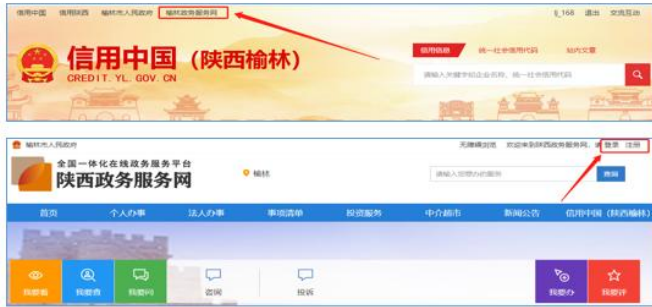 信用中国 信用陕西 榆林市人民政府 榆林政务服务网
退出 交流互动
信用中国（陕西榆林）
CREDIT. YL. GOV. CN
信用信息 统一社会信用代码 站内文章
请输入关键字如企业名称、统一社会信用代码
榆林市人民政府
无障碍浏览 欢迎来到陕西政务服务网，请 登录 注册
全国一体化在线政务服务平台
陕西政务服务网
榆林
请输入您想办的服务
查询
首页 个人办事 法人办事 事项清单 投资服务 中介超市 新闻公告 信用中国（陕西榆林）
我要看 我要查 我要问 咨询 投诉 我要办 我要评